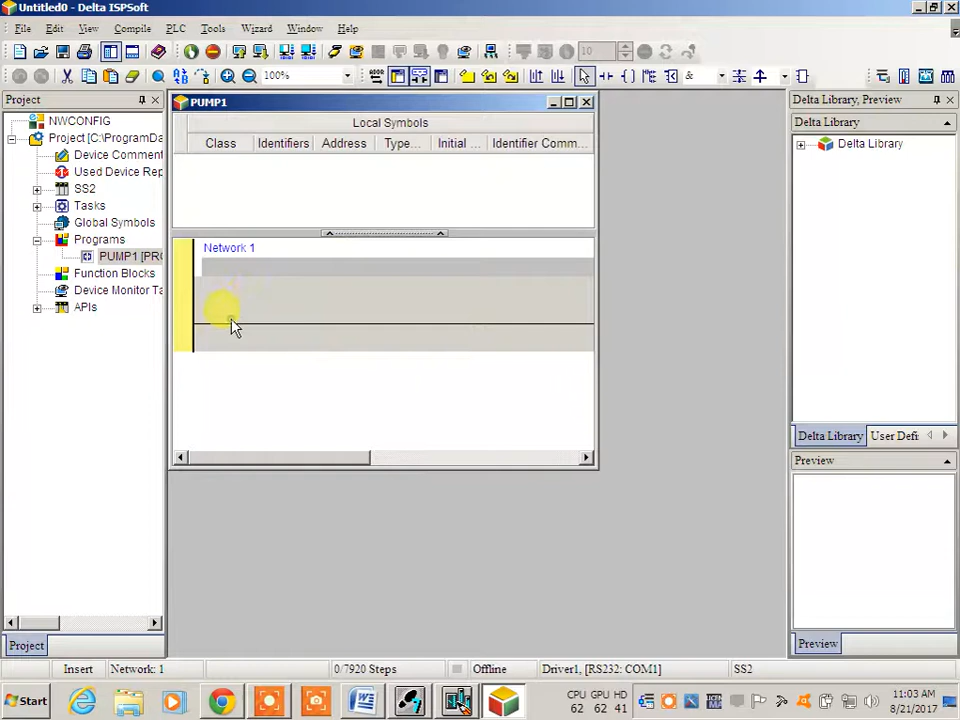 Untitled0 - Delta ISPSoft
File Edit View Compile PLC Tools Wizard Window Help
10
100%
Project
NWCONFIG
Project [C:\ProgramDa
Device Comment
Used Device Rep
SS2
Tasks
Global Symbols
Programs
PUMP1 [PRO
Function Blocks
Device Monitor Ta
APIs
Project
PUMP1
Local Symbols
Class Identifiers Address Type... Initial ... Identifier Comm...
Network 1
Delta Library, Preview
Delta Library
Delta Library
Delta Library User Defi
Preview
Preview
Insert Network: 1 0/7920 Steps Offline Driver1, [RS232: COM1] SS2
Start
CPU GPU HD
62 62 41
11:03 AM
8/21/2017